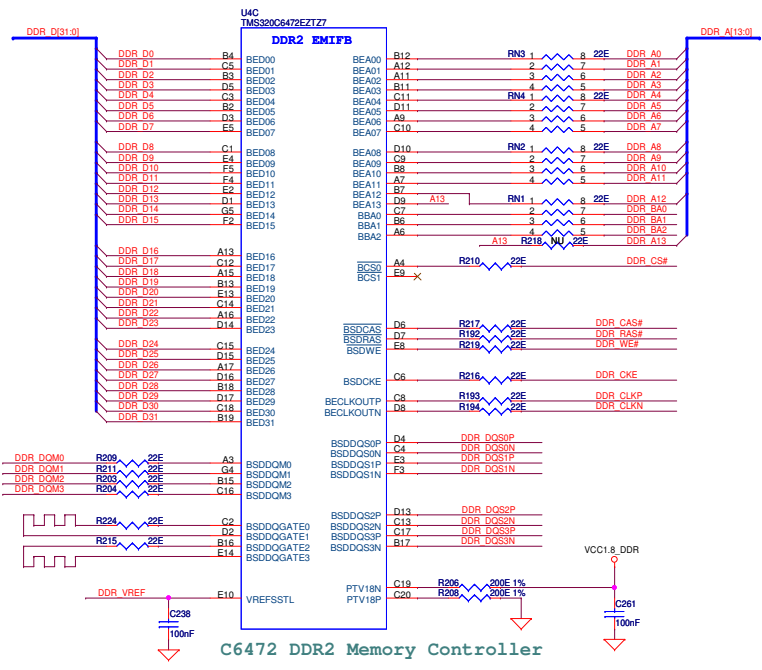 U4C
TMS320C6472EZTZ7
DDR_D[31:0]
DDR_A[13:0]
DDR2 EMIFB
DDR_D0 B4 BED00 BEA00 B12 RN3 1 8 22E DDR_A0
DDR_D1 C5 BED01 BEA01 A12 2 7 DDR_A1
DDR_D2 B3 BED02 BEA02 A11 3 6 DDR_A2
DDR_D3 D5 BED03 BEA03 B11 4 5 DDR_A3
DDR_D4 C3 BED04 BEA04 C11 RN4 1 8 22E DDR_A4
DDR_D5 B2 BED05 BEA05 D11 2 7 DDR_A5
DDR_D6 D3 BED06 BEA06 A9 3 6 DDR_A6
DDR_D7 E5 BED07 BEA07 C10 4 5 DDR_A7
DDR_D8 C1 BED08 BEA08 D10 RN2 1 8 22E DDR_A8
DDR_D9 E4 BED09 BEA09 C9 2 7 DDR_A9
DDR_D10 F5 BED10 BEA10 B8 3 6 DDR_A10
DDR_D11 F4 BED11 BEA11 A7 4 5 DDR_A11
DDR_D12 E2 BED12 BEA12 B7
DDR_D13 D1 BED13 BEA13 D9 A13 RN1 1 8 22E DDR_A12
DDR_D14 G5 BED14 BBA0 C7 2 7 DDR_BA0
DDR_D15 F2 BED15 BBA1 B6 3 6 DDR_BA1
BBA2 A6 4 5 DDR_BA2
A13 R218 NU 22E DDR_A13
DDR_D16 A13 BED16
DDR_D17 C12 BED17 BCS0 A4 R210 22E DDR_CS#
DDR_D18 A15 BED18 BCS1 E9
DDR_D19 B13 BED19
DDR_D20 E13 BED20
DDR_D21 C14 BED21
DDR_D22 A16 BED22
DDR_D23 D14 BED23 BSDCAS D6 R217 22E DDR_CAS#
BSDRAS D7 R192 22E DDR_RAS#
DDR_D24 C15 BED24 BSDWE E8 R219 22E DDR_WE#
DDR_D25 D15 BED25
DDR_D26 A17 BED26
DDR_D27 D16 BED27 BSDCKE C6 R216 22E DDR_CKE
DDR_D28 B18 BED28
DDR_D29 D17 BED29 BECLKOUTP C8 R193 22E DDR_CLKP
DDR_D30 C18 BED30 BECLKOUTN D8 R194 22E DDR_CLKN
DDR_D31 B19 BED31
BSDDQS0P D4 DDR_DQS0P
BSDDQS0N C4 DDR_DQS0N
DDR_DQM0 R209 22E A3 BSDDQM0 BSDDQS1P E3 DDR_DQS1P
DDR_DQM1 R211 22E G4 BSDDQM1 BSDDQS1N F3 DDR_DQS1N
DDR_DQM2 R203 22E B15 BSDDQM2
DDR_DQM3 R204 22E C16 BSDDQM3
BSDDQS2P D13 DDR_DQS2P
R224 22E C2 BSDDQGATE0 BSDDQS2N C13 DDR_DQS2N
D2 BSDDQGATE1 BSDDQS3P C17 DDR_DQS3P
R215 22E B16 BSDDQGATE2 BSDDQS3N B17 DDR_DQS3N
E14 BSDDQGATE3
VCC1.8_DDR
PTV18N C19 R206 200E 1%
DDR_VREF E10 VREFSSTL PTV18P C20 R208 200E 1%
C238
100nF
C261
100nF
C6472 DDR2 Memory Controller